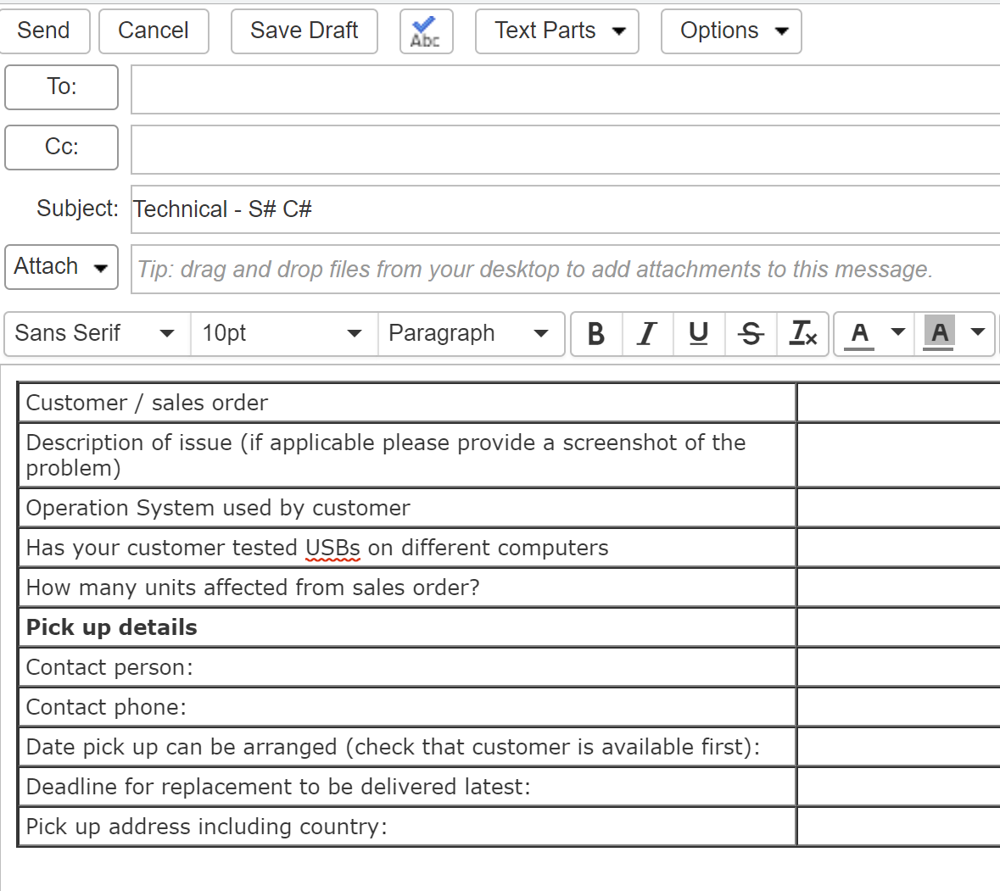 Send Cancel Save Draft Abc Text Parts Options
To:
Cc:
Subject: Technical - S# C#
Attach Tip: drag and drop files from your desktop to add attachments to this message.
Sans Serif 10pt Paragraph B I U S Tx A A
Customer / sales order
Description of issue (if applicable please provide a screenshot of the
problem)
Operation System used by customer
Has your customer tested USBs on different computers
How many units affected from sales order?
Pick up details
Contact person:
Contact phone:
Date pick up can be arranged (check that customer is available first):
Deadline for replacement to be delivered latest:
Pick up address including country: